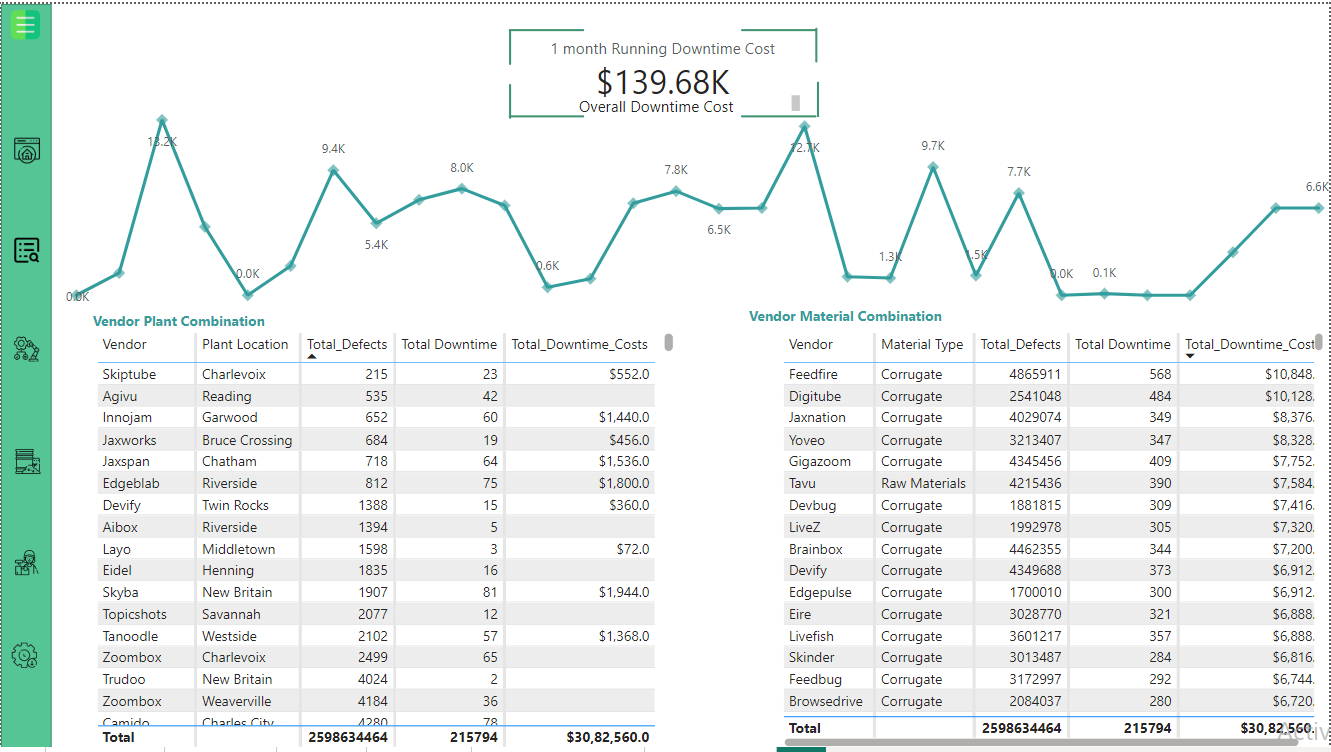 1 month Running Downtime Cost
$139.68K
Overall Downtime Cost
13.2K
12.7K
9.4K
9.7K
8.0K
7.8K
7.7K
6.6K
5.4K
6.5K
0.0K
0.6K
1.3K
1.5K
0.0K
0.1K
0.0K
Vendor Plant Combination
Vendor Plant Location Total_Defects Total Downtime Total_Downtime_Costs
Skiptube Charlevoix 215 23 $552.0
Agivu Reading 535 42
Innojam Garwood 652 60 $1,440.0
Jaxworks Bruce Crossing 684 19 $456.0
Jaxspan Chatham 718 64 $1,536.0
Edgeblab Riverside 812 75 $1,800.0
Devify Twin Rocks 1388 15 $360.0
Aibox Riverside 1394 5
Layo Middletown 1598 3 $72.0
Eidel Henning 1835 16
Skyba New Britain 1907 81 $1,944.0
Topicshots Savannah 2077 12
Tanoodle Westside 2102 57 $1,368.0
Zoombox Charlevoix 2499 65
Trudoo New Britain 4024 2
Zoombox Weaverville 4184 36
Camido Charles City 4280 78
Total 2598634464 215794 $30,82,560.0
Vendor Material Combination
Vendor Material Type Total_Defects Total Downtime Total_Downtime_Cost
Feedfire Corrugate 4865911 568 $10,848.
Digitube Corrugate 2541048 484 $10,128.
Jaxnation Corrugate 4029074 349 $8,376.
Yoveo Corrugate 3213407 347 $8,328.
Gigazoom Corrugate 4345456 409 $7,752.
Tavu Raw Materials 4215436 390 $7,584.
Devbug Corrugate 1881815 309 $7,416.
LiveZ Corrugate 1992978 305 $7,320.
Brainbox Corrugate 4462355 344 $7,200.
Devify Corrugate 4349688 373 $6,912.
Edgepulse Corrugate 1700010 300 $6,912.
Eire Corrugate 3028770 321 $6,888.
Livefish Corrugate 3601217 357 $6,888.
Skinder Corrugate 3013487 284 $6,816.
Feedbug Corrugate 3172997 292 $6,744.
Browsedrive Corrugate 2084037 280 $6,720.
Total 2598634464 215794 $30,82,560.
Activ